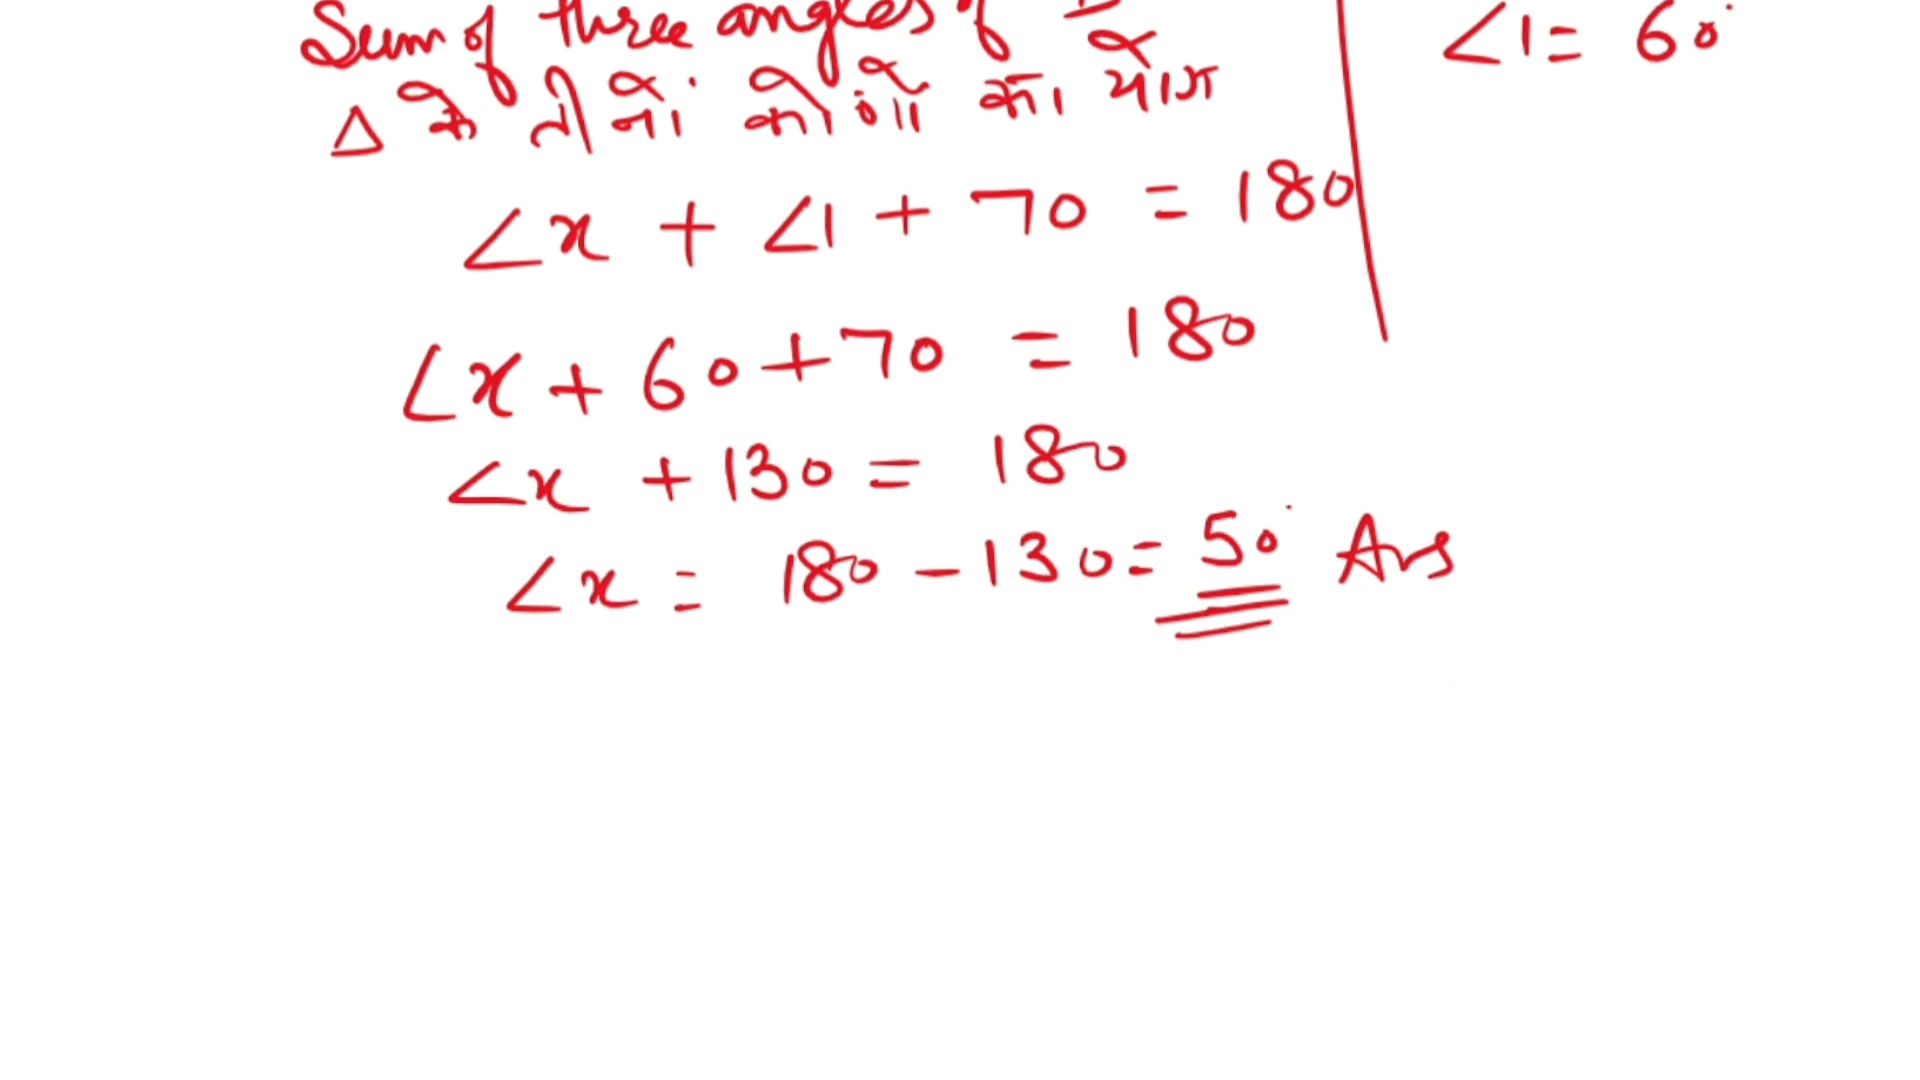 Sum of three angles of Δ
Δ के तीनों कोणों का योग
∠x + ∠1 + 70 = 180
∠x + 60 + 70 = 180
∠x + 130 = 180
∠x = 180 - 130 = 50° Ans
∠1 = 60°